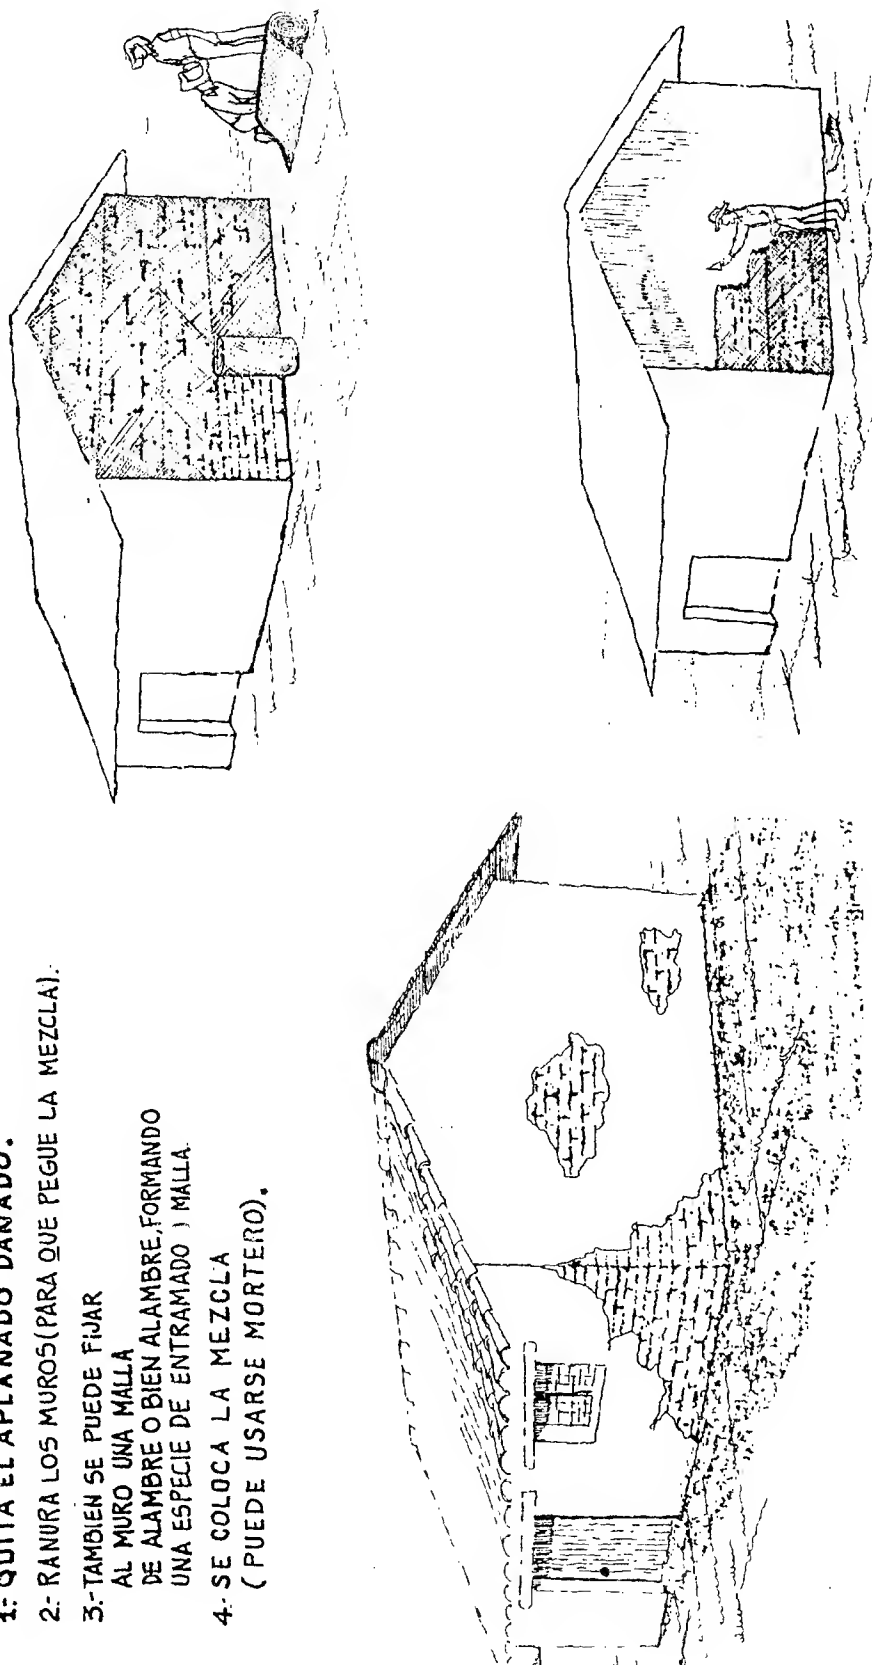 1.- QUITA EL APLANADO DAÑADO.
2.- RANURA LOS MUROS (PARA QUE PEGUE LA MEZCLA).
3.- TAMBIEN SE PUEDE FIJAR
AL MURO UNA MALLA
DE ALAMBRE O BIEN ALAMBRE, FORMANDO
UNA ESPECIE DE ENTRAMADO ) MALLA.
4.- SE COLOCA LA MEZCLA
(PUEDE USARSE MORTERO).